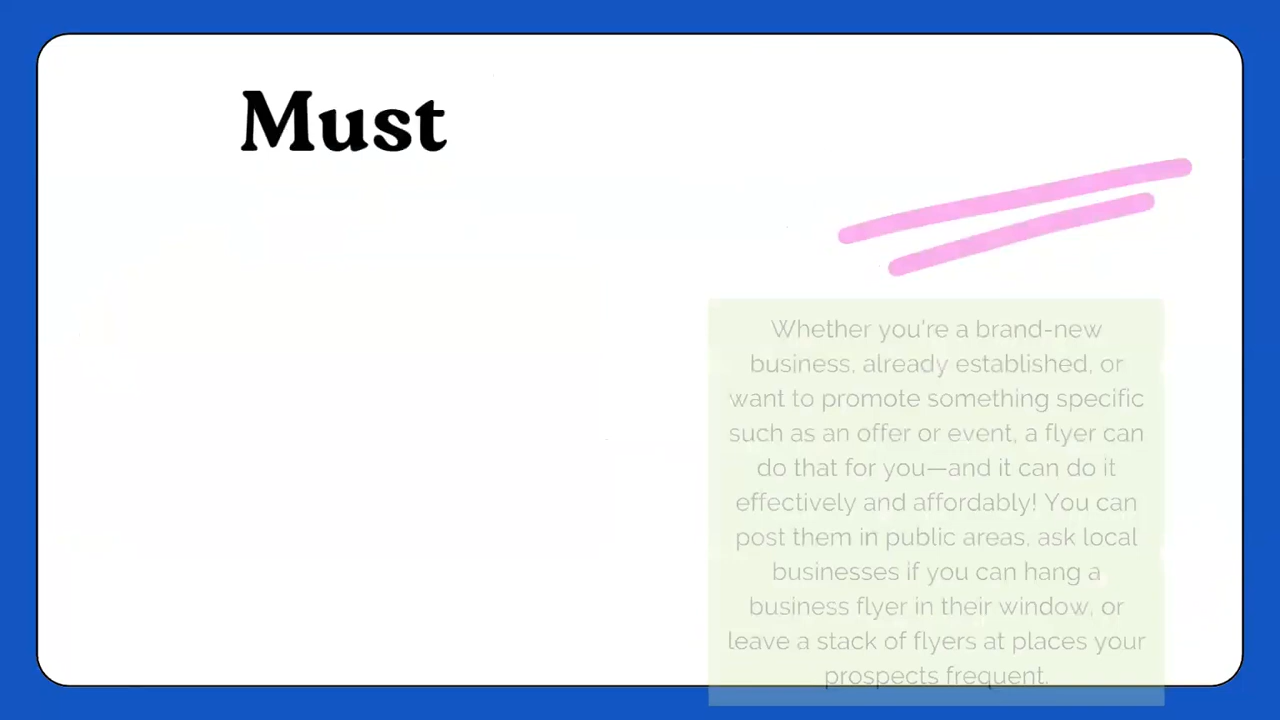 Must
Whether you're a brand-new
business, already established, or
want to promote something specific
such as an offer or event, a flyer can
do that for you—and it can do it
effectively and affordably! You can
post them in public areas, ask local
businesses if you can hang a
business flyer in their window, or
leave a stack of flyers at places your
prospects frequent.